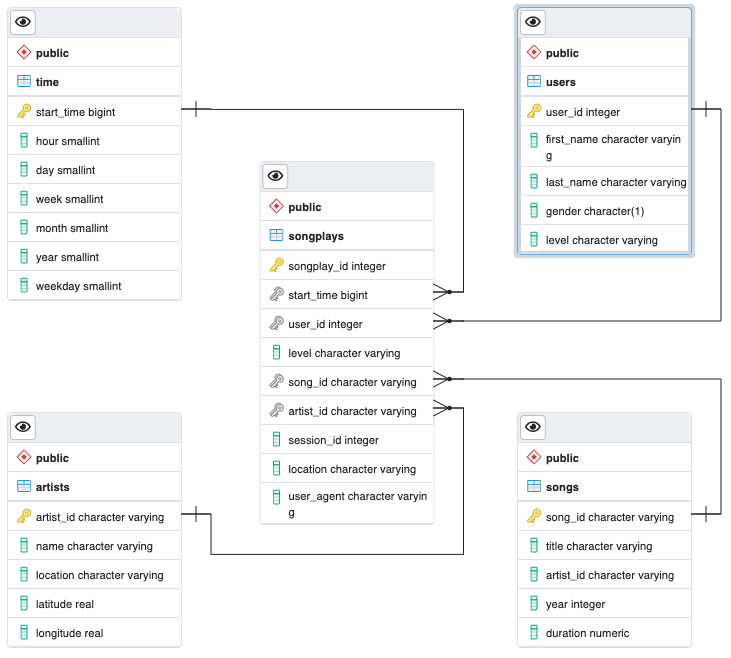 public
time
start_time bigint
hour smallint
day smallint
week smallint
month smallint
year smallint
weekday smallint
public
users
user_id integer
first_name character varyin
g
last_name character varying
gender character(1)
level character varying
public
songplays
songplay_id integer
start_time bigint
user_id integer
level character varying
song_id character varying
artist_id character varying
session_id integer
location character varying
user_agent character varyin
g
public
artists
artist_id character varying
name character varying
location character varying
latitude real
longitude real
public
songs
song_id character varying
title character varying
artist_id character varying
year integer
duration numeric